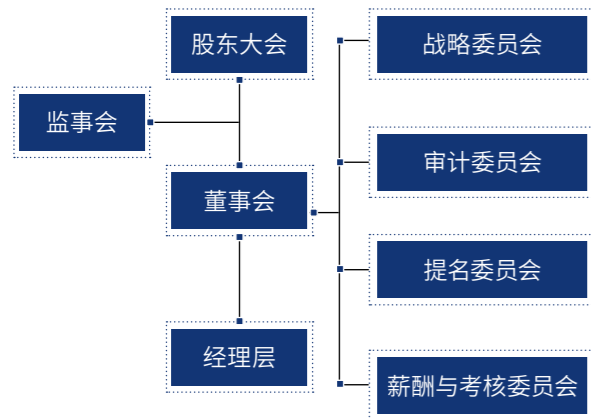 股东大会
战略委员会
监事会
审计委员会
董事会
提名委员会
经理层
薪酬与考核委员会